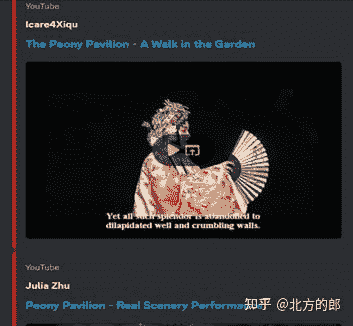 YouTube
Icare4Xiqu
The Peony Pavilion - A Walk in the Garden
Yet all such splendor is abandoned to
dilapidated well and crumbling walls.
YouTube
Julia Zhu
Peony Pavilion - Real Scenery
知乎 @北方的郎